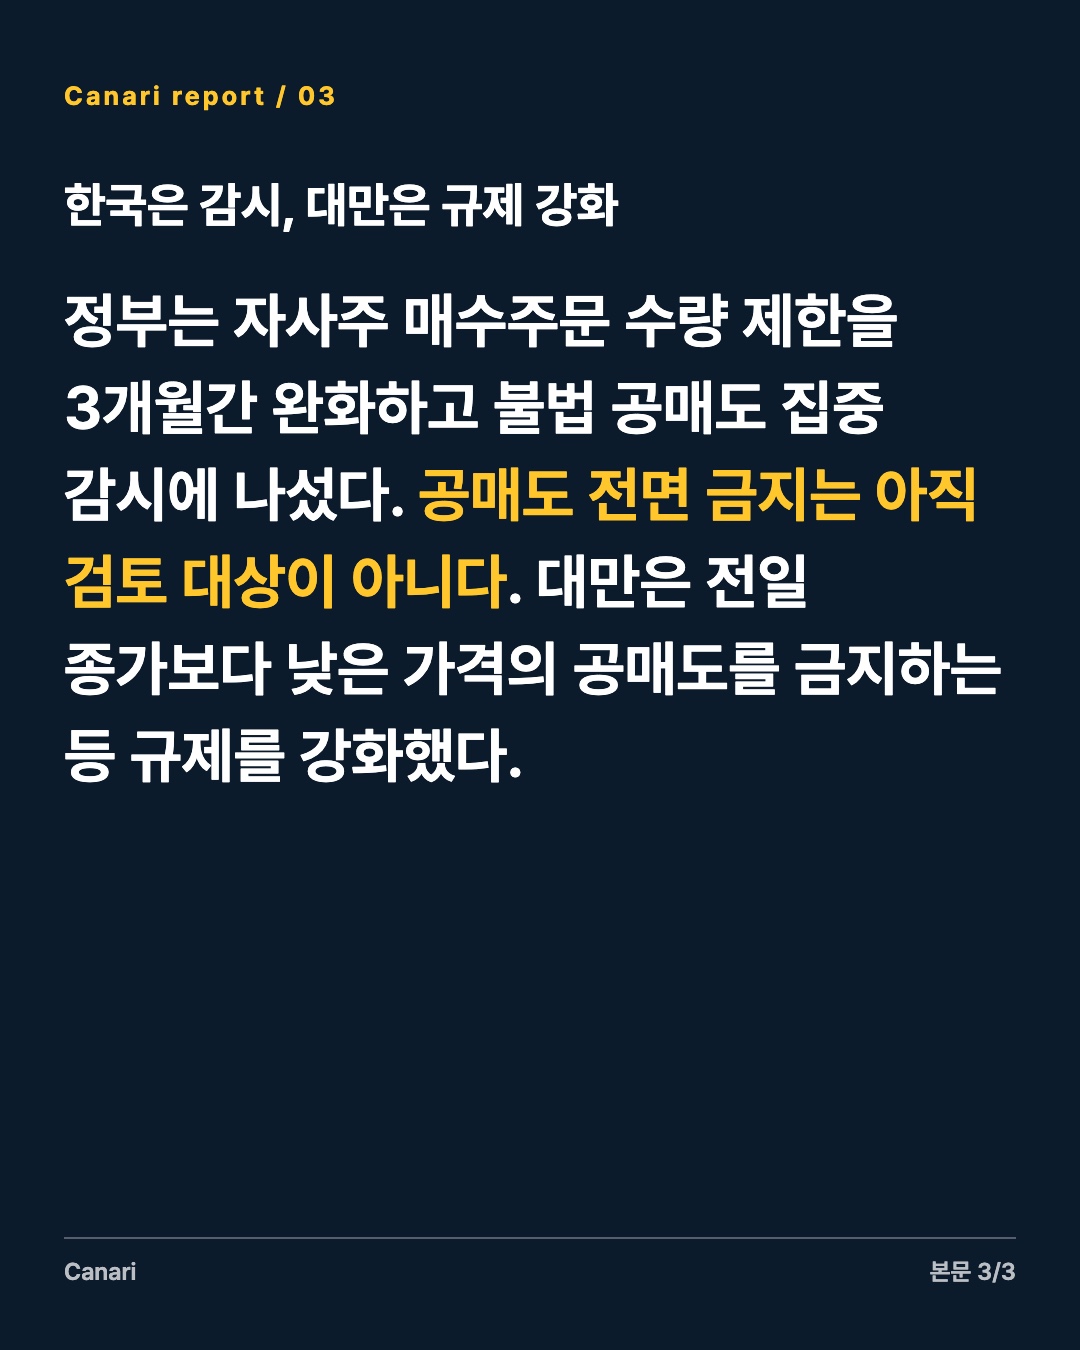 Canari report / 03
한국은 감시, 대만은 규제 강화
정부는 자사주 매수주문 수량 제한을
3개월간 완화하고 불법 공매도 집중
감시에 나섰다. 공매도 전면 금지는 아직
검토 대상이 아니다. 대만은 전일
종가보다 낮은 가격의 공매도를 금지하는
등 규제를 강화했다.
Canari
본문 3/3